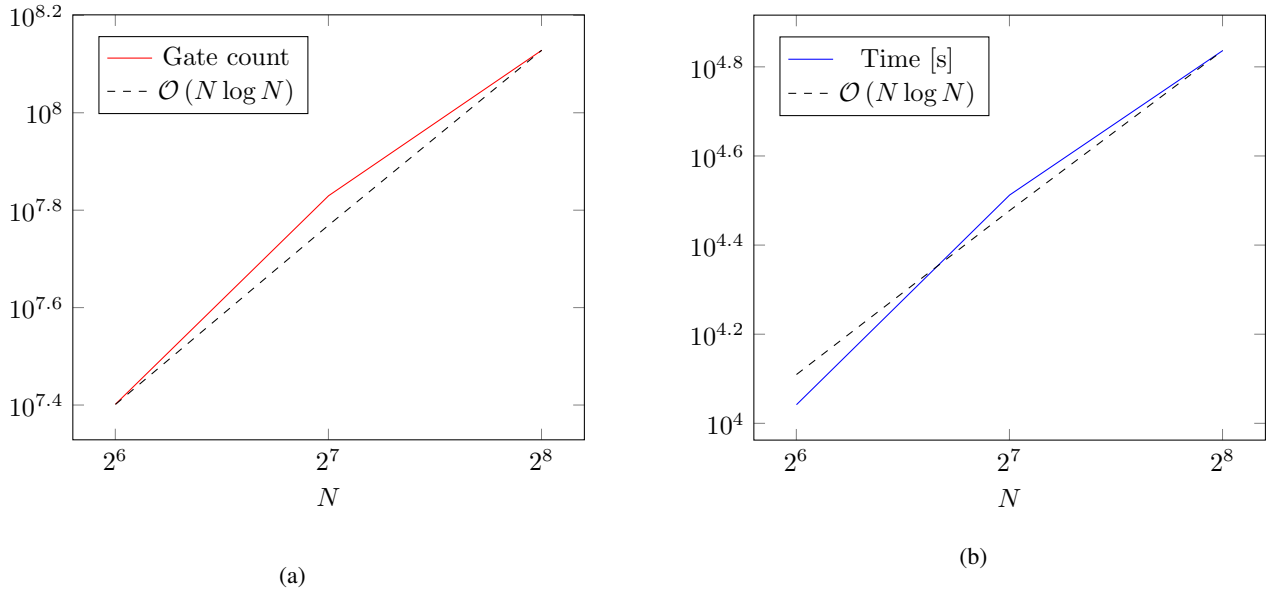 10^8.2
10^8
10^7.8
10^7.6
10^7.4
Gate count
𝒪 (N log N)
2^6 2^7 2^8
N
(a)
10^4.8
10^4.6
10^4.4
10^4.2
10^4
Time [s]
𝒪 (N log N)
2^6 2^7 2^8
N
(b)